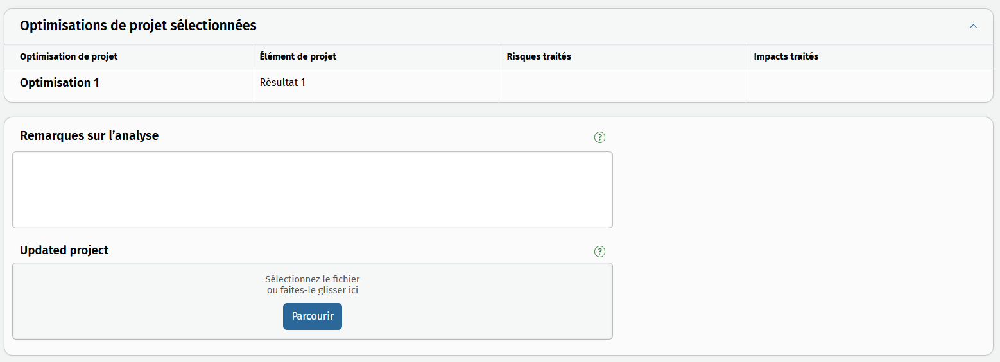 Optimisations de projet sélectionnées
Optimisation de projet Élément de projet Risques traités Impacts traités
Optimisation 1 Résultat 1
Remarques sur l’analyse ?
Updated project ?
Sélectionnez le fichier
ou faites-le glisser ici
Parcourir